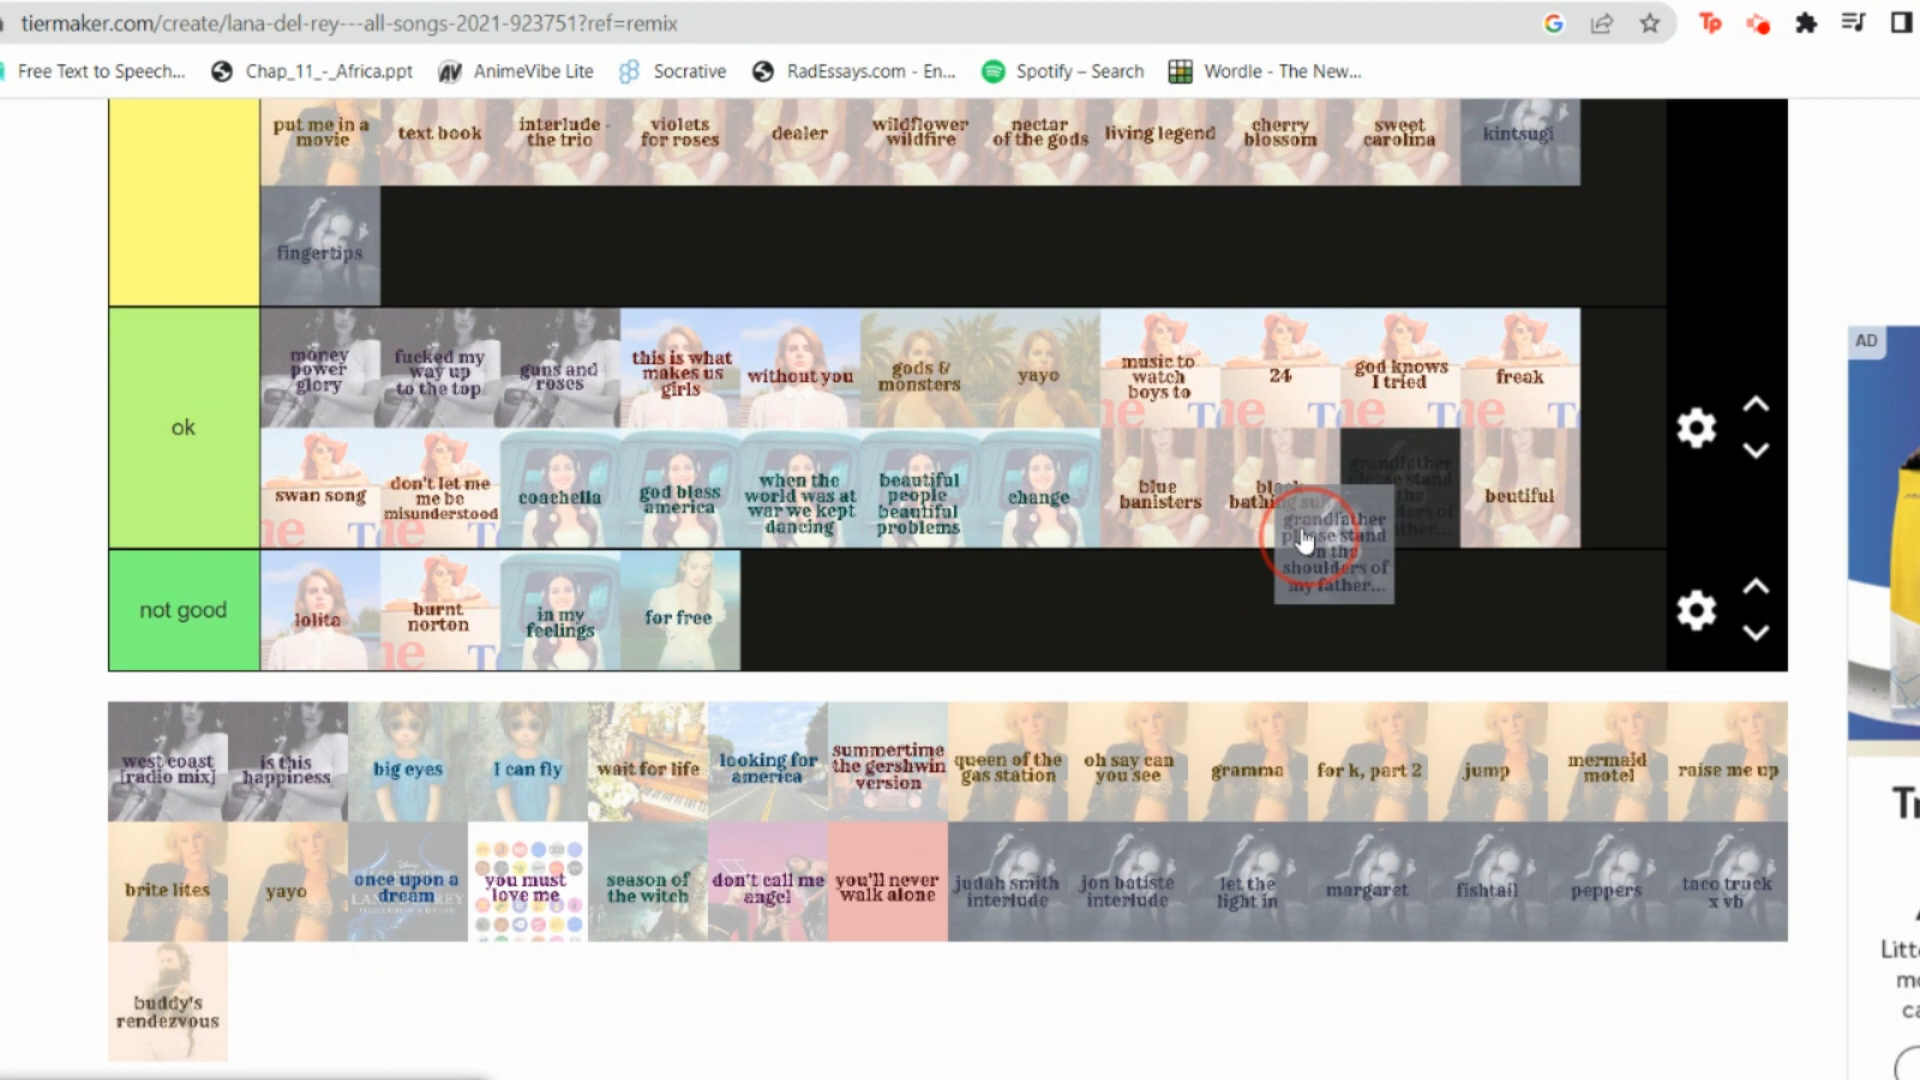 tiermaker.com/create/lana-del-rey---all-songs-2021-923751?ref=remix
Tp
Free Text to Speech...
Chap_11_-_Africa.ppt
AnimeVibe Lite
Socrative
RadEssays.com - En...
Spotify – Search
Wordle - The New...
put me in a
movie
text book
interlude -
the trio
violets
for roses
dealer
wildflower
wildfire
nectar
of the gods
living legend
cherry
blossom
sweet
carolina
kintsugi
fingertips
AD
ok
money
power
glory
fucked my
way up
to the top
guns and
roses
this is what
makes us
girls
without you
gods &
monsters
yayo
music to
watch
boys to
24
god knows
I tried
freak
swan song
don't let me
me be
misunderstood
coachella
god bless
america
when the
world was at
war we kept
dancing
beautiful
people
beautiful
problems
change
blue
banisters
grandfather
please stand
on the
shoulders of
my father...
beutiful
not good
lolita
burnt
norton
in my
feelings
for free
west coast
[radio mix]
is this
happiness
big eyes
I can fly
wait for life
looking for
america
summertime
the gershwin
version
queen of the
gas station
oh say can
you see
gramma
for k, part 2
jump
mermaid
motel
raise me up
brite lites
yayo
once upon a
dream
you must
love me
season of
the witch
don't call me
angel
you'll never
walk alone
judah smith
interlude
jon batiste
interlude
let the
light in
margaret
fishtail
peppers
taco truck
x vb
buddy's
rendezvous